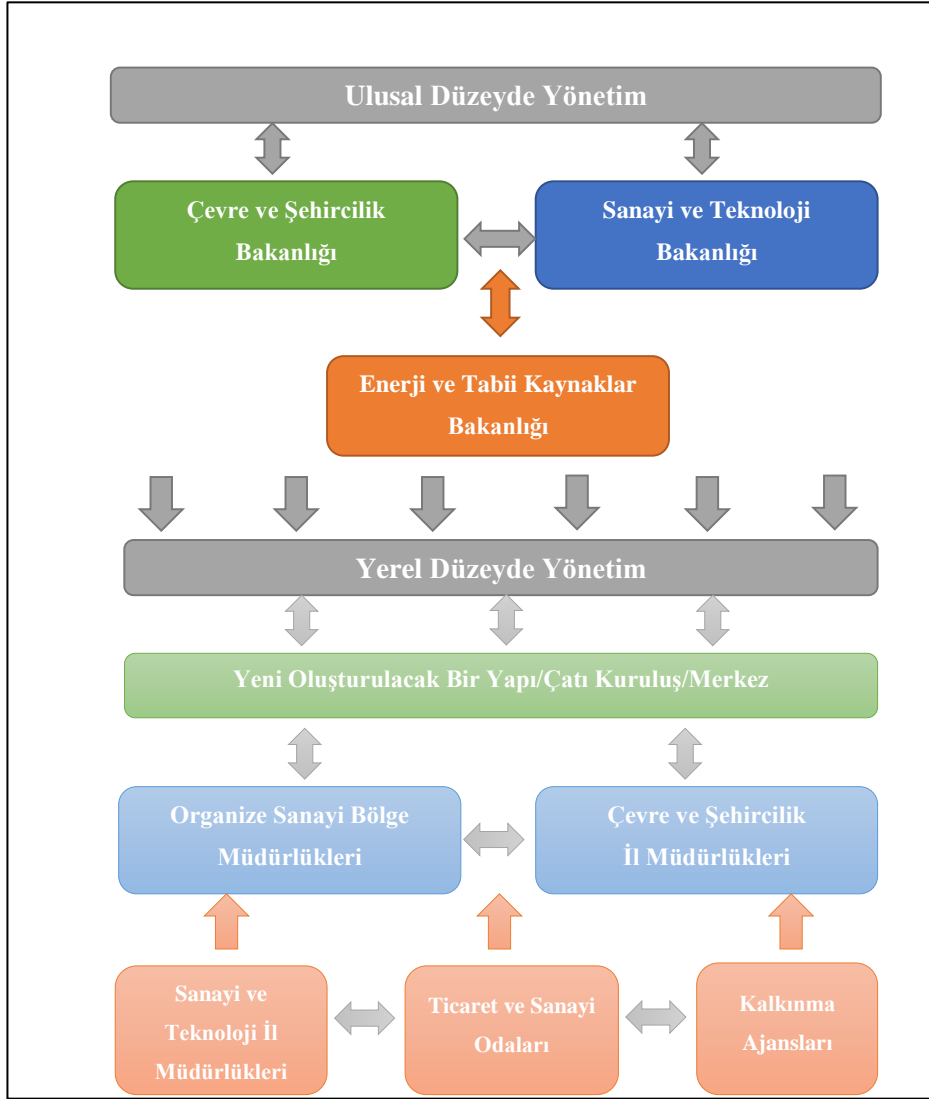 Ulusal Düzeyde Yönetim
Çevre ve Şehircilik
Bakanlığı
Sanayi ve Teknoloji
Bakanlığı
Enerji ve Tabii Kaynaklar
Bakanlığı
Yerel Düzeyde Yönetim
Yeni Oluşturulacak Bir Yapı/Çatı Kuruluş/Merkez
Organize Sanayi Bölge
Müdürlükleri
Çevre ve Şehircilik
İl Müdürlükleri
Sanayi ve
Teknoloji İl
Müdürlükleri
Ticaret ve Sanayi
Odaları
Kalkınma
Ajansları